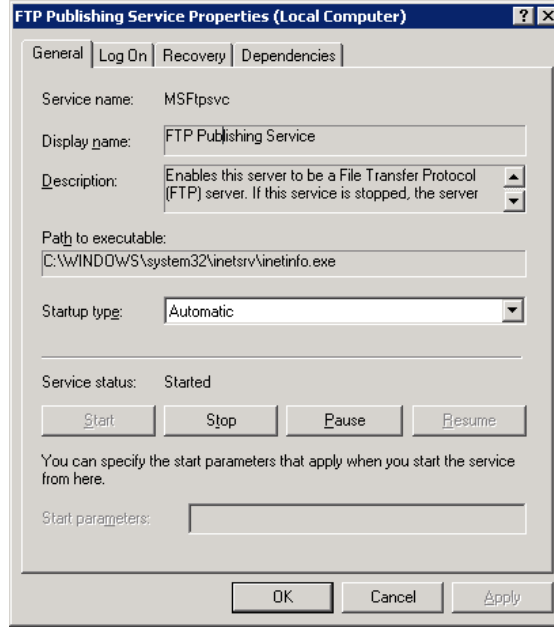 FTP Publishing Service Properties (Local Computer)
General
Log On
Recovery
Dependencies
Service name: MSFtpsvc
Display name: FTP Publishing Service
Description: Enables this server to be a File Transfer Protocol
(FTP) server. If this service is stopped, the server
Path to executable:
C:\WINDOWS\system32\inetsrv\inetinfo.exe
Startup type: Automatic
Service status: Started
Start
Stop
Pause
Resume
You can specify the start parameters that apply when you start the service
from here.
Start parameters:
OK
Cancel
Apply